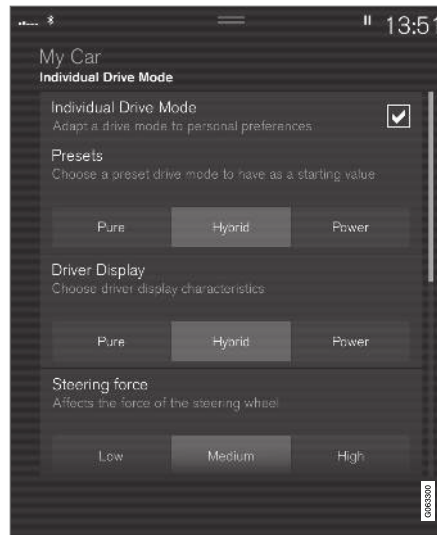 13:51
My Car
Individual Drive Mode
Individual Drive Mode
Adapt a drive mode to personal preferences
Presets
Choose a preset drive mode to have as a starting value
Pure Hybrid Power
Driver Display
Choose driver display characteristics
Pure Hybrid Power
Steering force
Affects the force of the steering wheel
Low Medium High
G063300